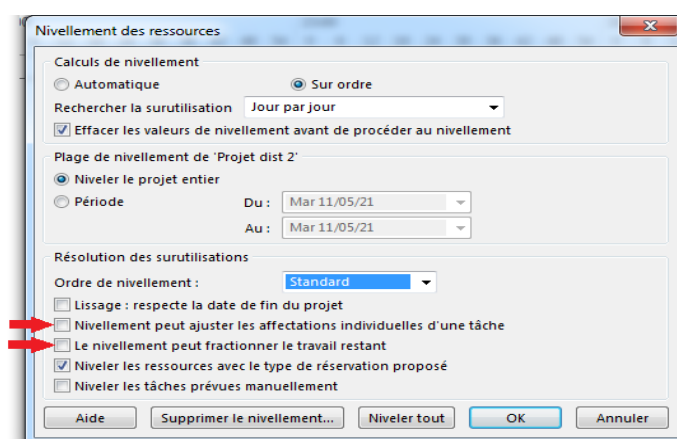 Nivellement des ressources
Calculs de nivellement
Automatique Sur ordre
Rechercher la surutilisation Jour par jour
Effacer les valeurs de nivellement avant de procéder au nivellement
Plage de nivellement de 'Projet dist 2'
Niveler le projet entier
Période Du : Mar 11/05/21
Au : Mar 11/05/21
Résolution des surutilisations
Ordre de nivellement : Standard
Lissage : respecte la date de fin du projet
Nivellement peut ajuster les affectations individuelles d'une tâche
Le nivellement peut fractionner le travail restant
Niveler les ressources avec le type de réservation proposé
Niveler les tâches prévues manuellement
Aide Supprimer le nivellement... Niveler tout OK Annuler